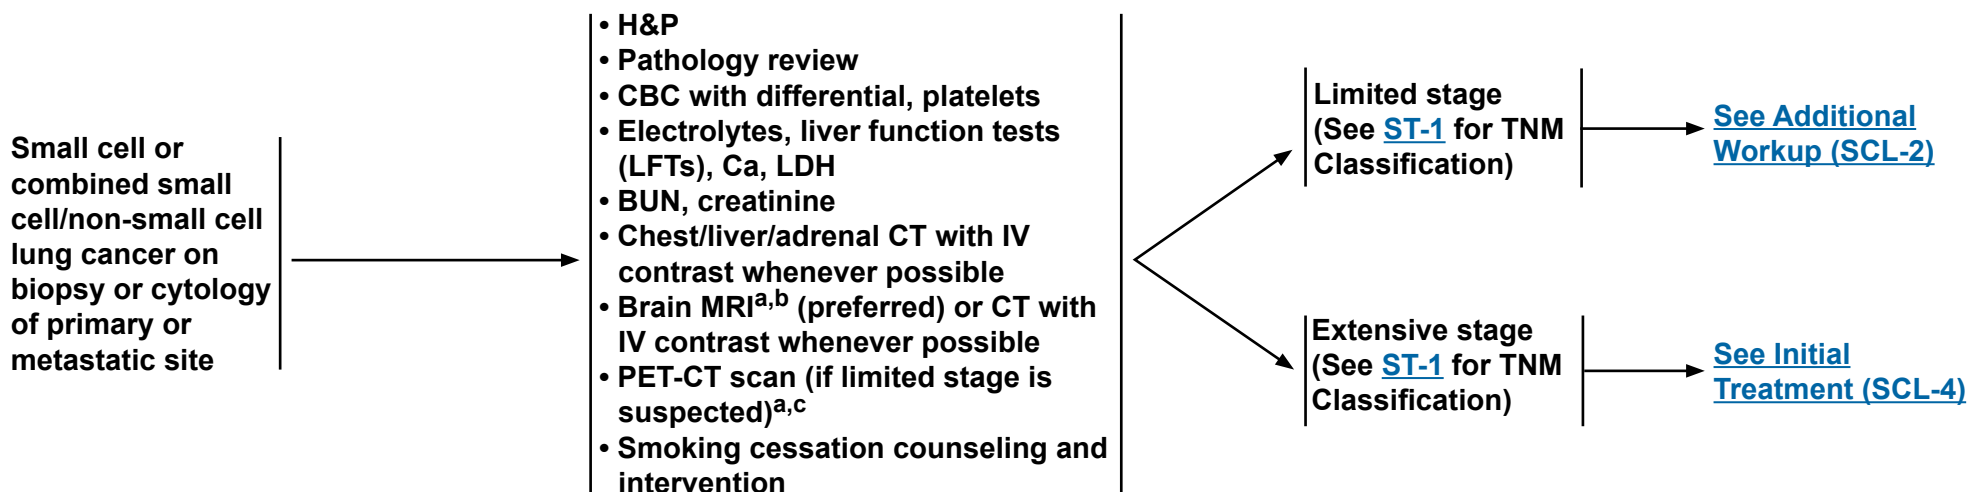 Small cell or
combined small
cell/non-small cell
lung cancer on
biopsy or cytology
of primary or
metastatic site
• H&P
• Pathology review
• CBC with differential, platelets
• Electrolytes, liver function tests
(LFTs), Ca, LDH
• BUN, creatinine
• Chest/liver/adrenal CT with IV
contrast whenever possible
• Brain MRIa,b (preferred) or CT with
IV contrast whenever possible
• PET-CT scan (if limited stage is
suspected)a,c
• Smoking cessation counseling and
intervention
Limited stage
(See ST-1 for TNM
Classification)
See Additional
Workup (SCL-2)
Extensive stage
(See ST-1 for TNM
Classification)
See Initial
Treatment (SCL-4)